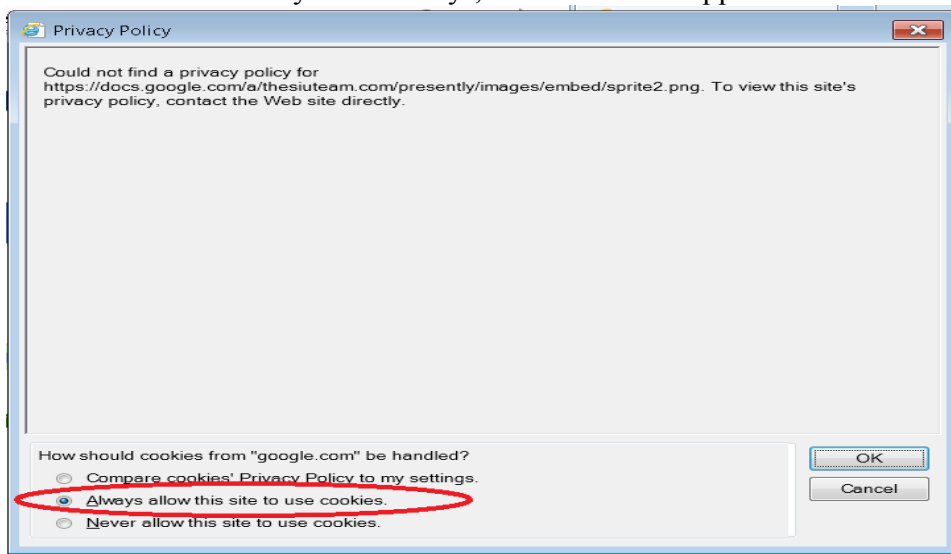 Privacy Policy
Could not find a privacy policy for
https://docs.google.com/a/thesiuteam.com/presently/images/embed/sprite2.png. To view this site's
privacy policy, contact the Web site directly.
How should cookies from "google.com" be handled?
Compare cookies' Privacy Policy to my settings.
Always allow this site to use cookies.
Never allow this site to use cookies.
OK
Cancel